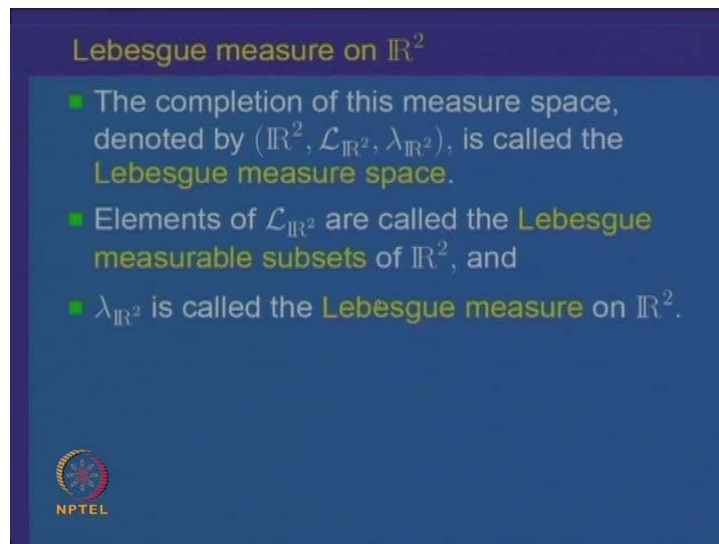 Lebesgue measure on ℝ²
The completion of this measure space,
denoted by (ℝ², 𝓛_ℝ², λ_ℝ²), is called the
Lebesgue measure space.
Elements of 𝓛_ℝ² are called the Lebesgue
measurable subsets of ℝ², and
λ_ℝ² is called the Lebesgue measure on ℝ².
NPTEL